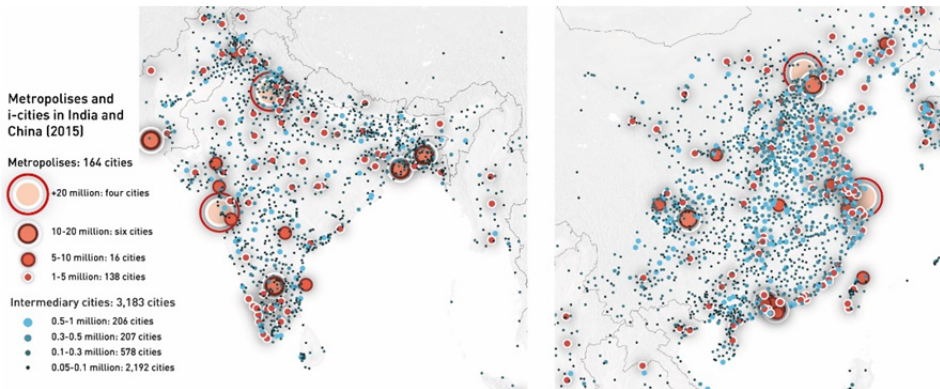 Metropolises and
i-cities in India and
China (2015)
Metropolises: 164 cities
+20 million: four cities
10-20 million: six cities
5-10 million: 16 cities
1-5 million: 138 cities
Intermediary cities: 3,183 cities
0.5-1 million: 206 cities
0.3-0.5 million: 207 cities
0.1-0.3 million: 578 cities
0.05-0.1 million: 2,192 cities